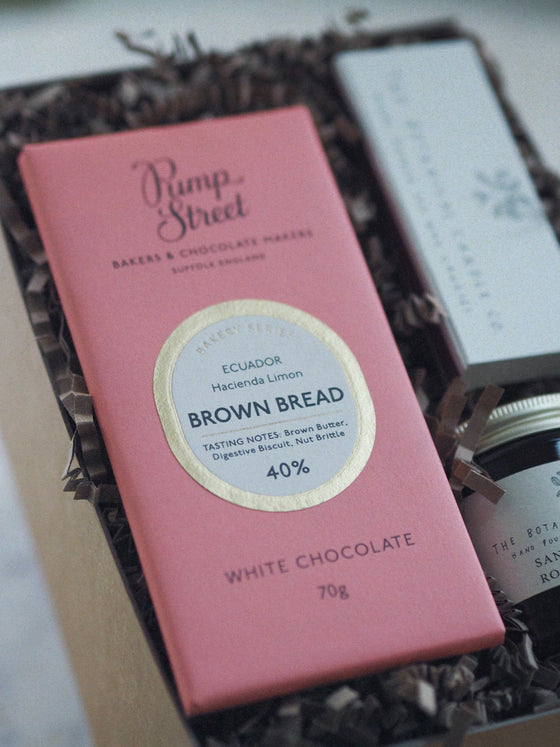 Pump
Street
BAKERS & CHOCOLATE MAKERS
SUFFOLK ENGLAND
BAKERY SERIES
ECUADOR
Hacienda Limon
BROWN BREAD
TASTING NOTES: Brown Butter,
Digestive Biscuit, Nut Brittle
40%
WHITE CHOCOLATE
70g
THE BOTA
HAND POU
SAN
RO